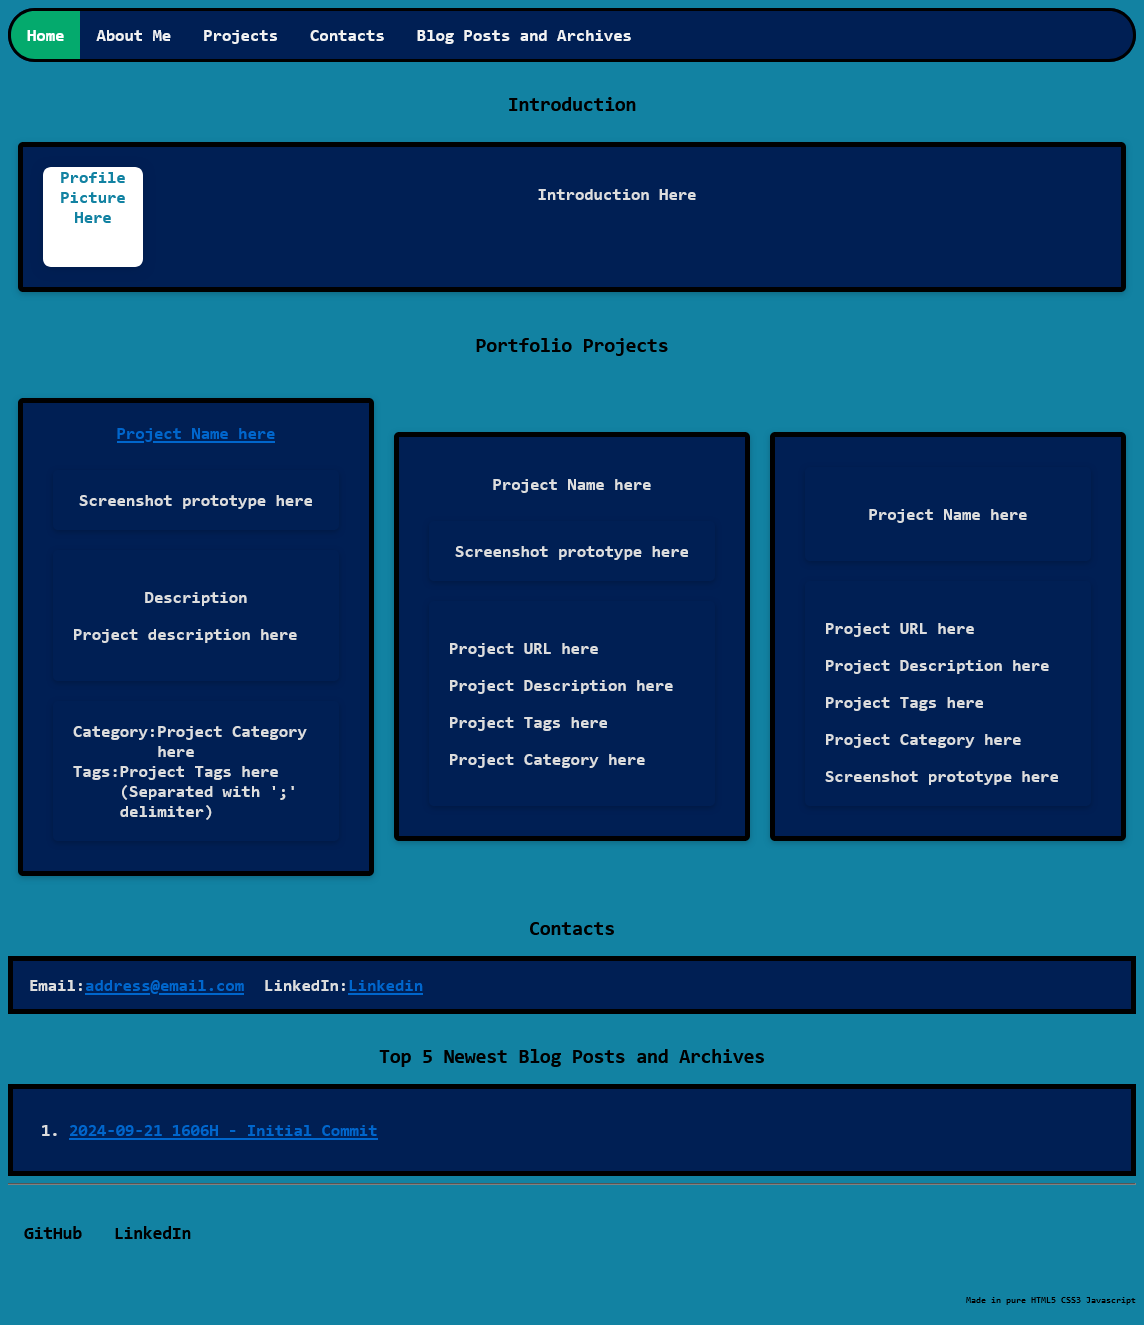 Home About Me Projects Contacts Blog Posts and Archives
Introduction
Profile
Picture
Here
Introduction Here
Portfolio Projects
Project Name here
Screenshot prototype here
Description
Project description here
Category:Project Category
here
Tags:Project Tags here
(Separated with ';'
delimiter)
Project Name here
Screenshot prototype here
Project URL here
Project Description here
Project Tags here
Project Category here
Project Name here
Project URL here
Project Description here
Project Tags here
Project Category here
Screenshot prototype here
Contacts
Email:address@email.com LinkedIn:Linkedin
Top 5 Newest Blog Posts and Archives
1. 2024-09-21 1606H - Initial Commit
GitHub LinkedIn
Made in pure HTML5 CSS3 Javascript